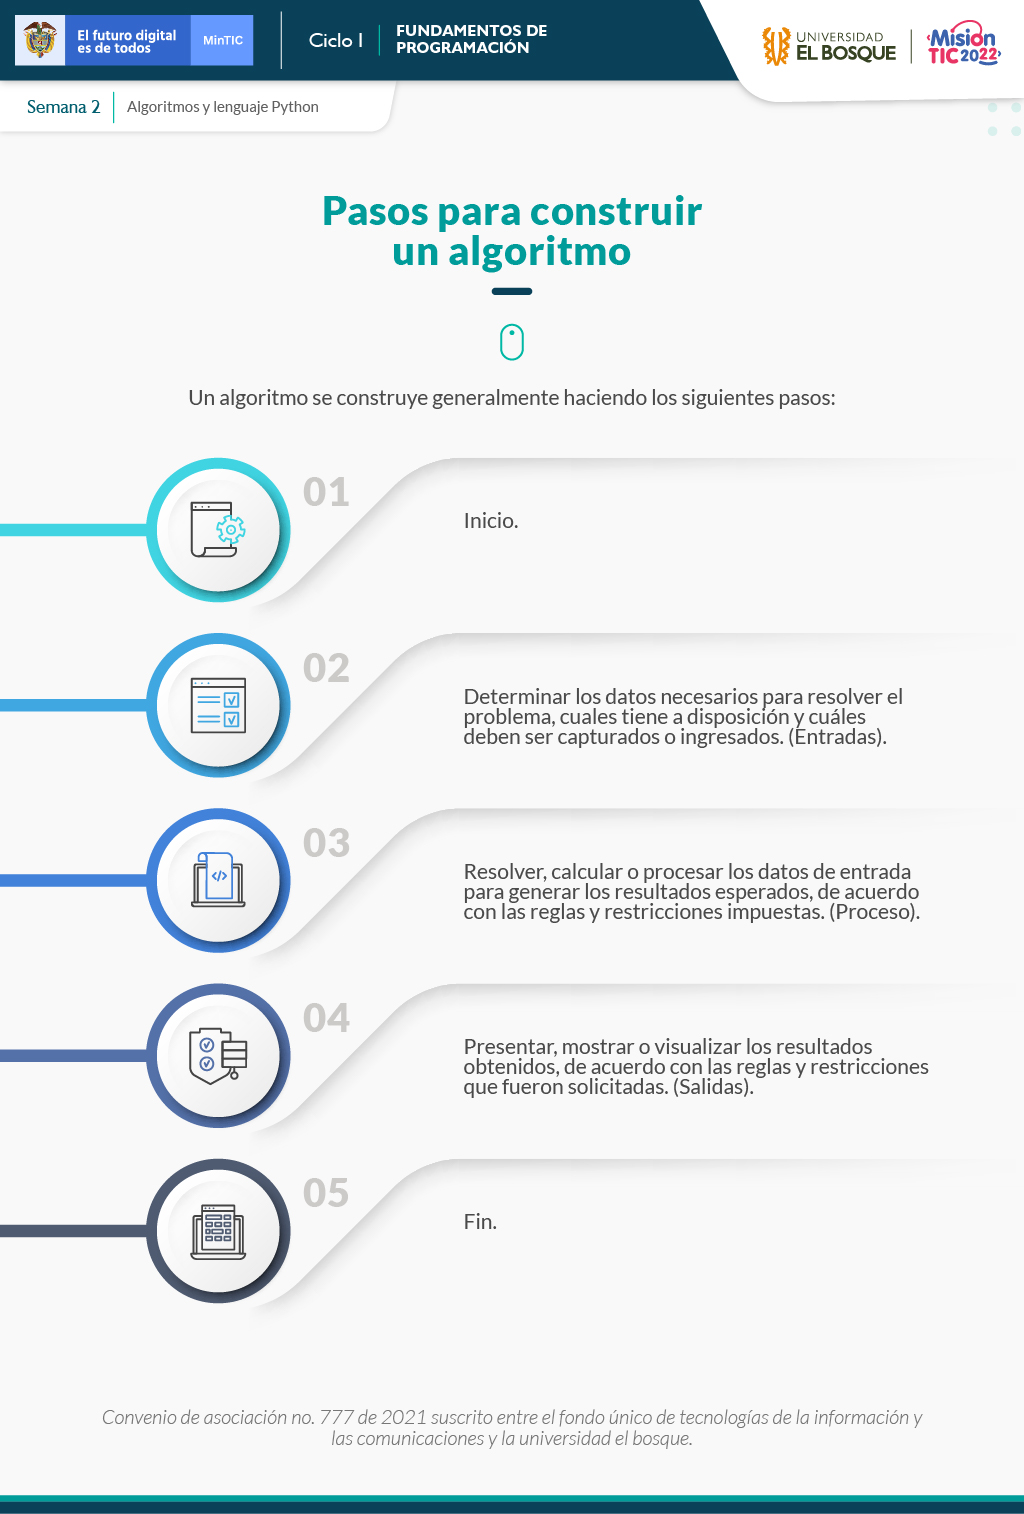 El futuro digital
es de todos
MinTIC
Ciclo I
FUNDAMENTOS DE
PROGRAMACIÓN
UNIVERSIDAD
EL BOSQUE
Misión
TIC 2022
Semana 2
Algoritmos y lenguaje Python
Pasos para construir
un algoritmo
Un algoritmo se construye generalmente haciendo los siguientes pasos:
01
Inicio.
02
Determinar los datos necesarios para resolver el
problema, cuales tiene a disposición y cuáles
deben ser capturados o ingresados. (Entradas).
03
Resolver, calcular o procesar los datos de entrada
para generar los resultados esperados, de acuerdo
con las reglas y restricciones impuestas. (Proceso).
</>
04
Presentar, mostrar o visualizar los resultados
obtenidos, de acuerdo con las reglas y restricciones
que fueron solicitadas. (Salidas).
05
Fin.
Convenio de asociación no. 777 de 2021 suscrito entre el fondo único de tecnologías de la información y
las comunicaciones y la universidad el bosque.